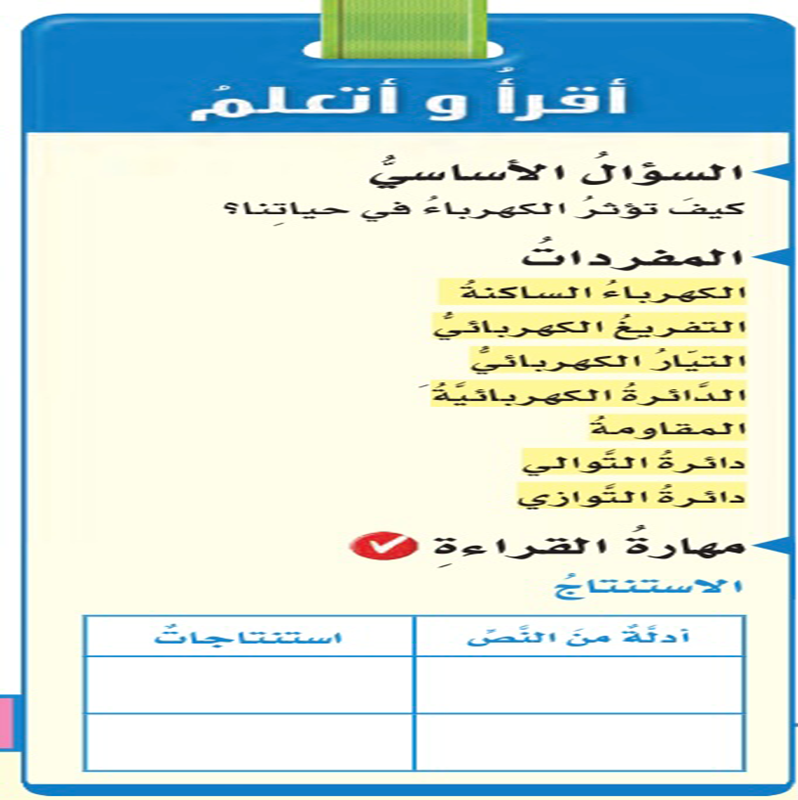 أقرأُ و أتعلمُ
السؤالُ الأساسيُّ
كيفَ تؤثرُ الكهرباءُ في حياتِنا؟
المفرداتُ
الكهرباءُ الساكنةُ
التفريغُ الكهربائيُّ
التيّارُ الكهربائيُّ
الدَّائرةُ الكهربائيَّةُ
المقاومةُ
دائرةُ التَّوالي
دائرةُ التَّوازي
مهارةُ القراءةِ
الاستنتاجُ
أدلَّةٌ منَ النَّصِّ استنتاجاتٌ